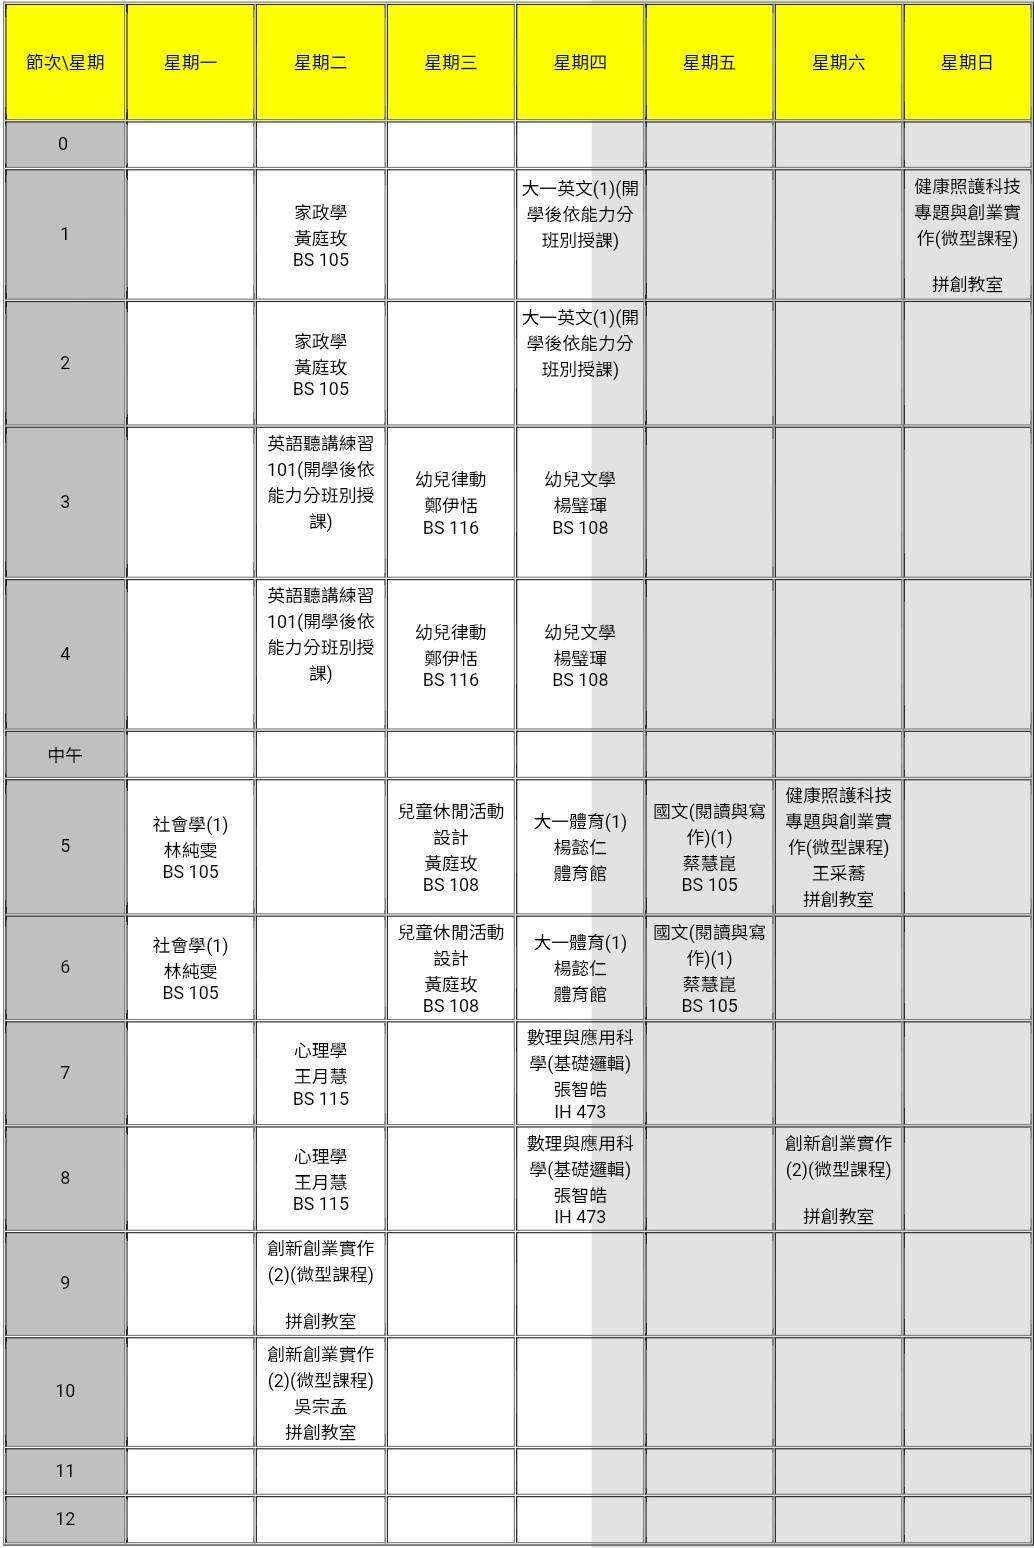 節次\星期 星期一 星期二 星期三 星期四 星期五 星期六 星期日
0
1
家政學
黃庭玫
BS 105
大一英文(1)(開
學後依能力分
班別授課)
健康照護科技
專題與創業實
作(微型課程)
拼創教室
2
家政學
黃庭玫
BS 105
大一英文(1)(開
學後依能力分
班別授課)
3
英語聽講練習
101(開學後依
能力分班別授
課)
幼兒律動
鄭伊恬
BS 116
幼兒文學
楊璧琿
BS 108
4
英語聽講練習
101(開學後依
能力分班別授
課)
幼兒律動
鄭伊恬
BS 116
幼兒文學
楊璧琿
BS 108
中午
5
社會學(1)
林純雯
BS 105
兒童休閒活動
設計
黃庭玫
BS 108
大一體育(1)
楊懿仁
體育館
國文(閱讀與寫
作)(1)
蔡慧崑
BS 105
健康照護科技
專題與創業實
作(微型課程)
王采蕎
拼創教室
6
社會學(1)
林純雯
BS 105
兒童休閒活動
設計
黃庭玫
BS 108
大一體育(1)
楊懿仁
體育館
國文(閱讀與寫
作)(1)
蔡慧崑
BS 105
7
心理學
王月慧
BS 115
數理與應用科
學(基礎邏輯)
張智皓
IH 473
8
心理學
王月慧
BS 115
數理與應用科
學(基礎邏輯)
張智皓
IH 473
創新創業實作
(2)(微型課程)
拼創教室
9
創新創業實作
(2)(微型課程)
拼創教室
10
創新創業實作
(2)(微型課程)
吳宗孟
拼創教室
11
12